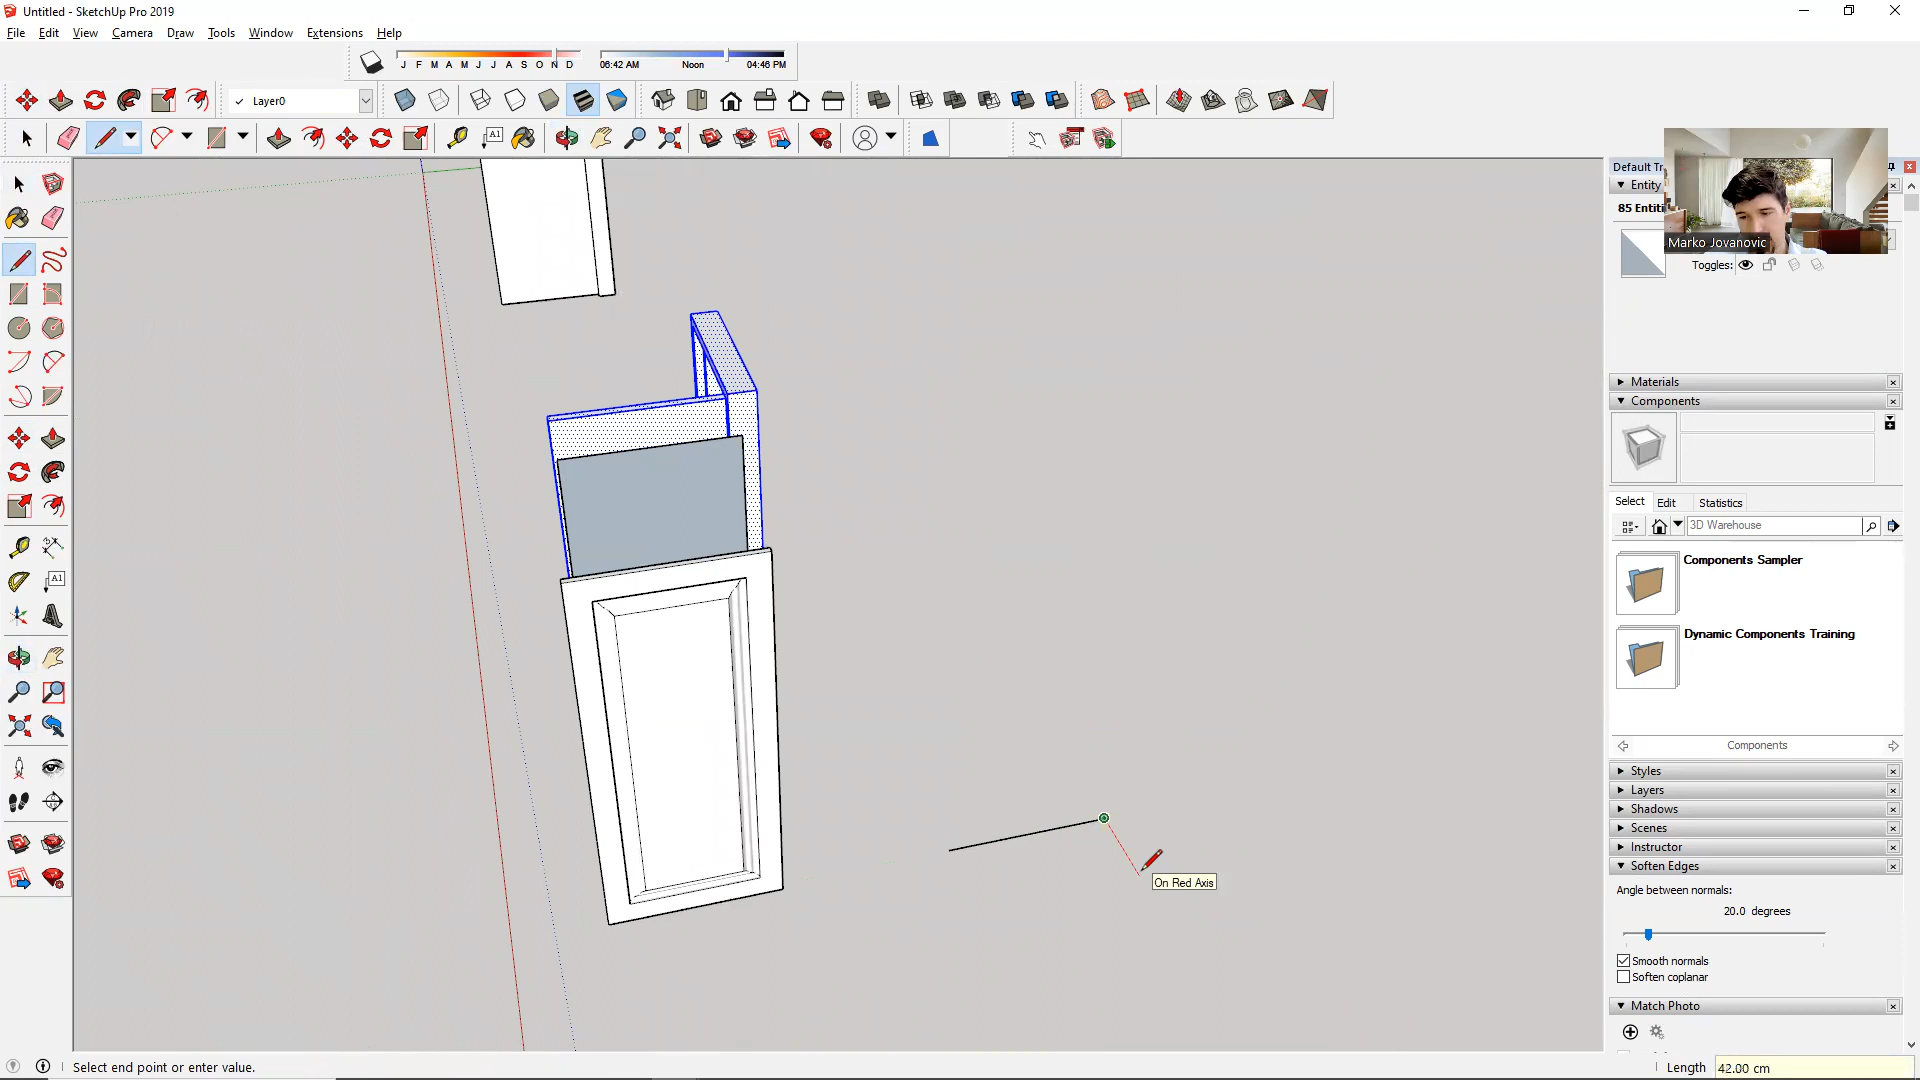 Untitled - SketchUp Pro 2019
File Edit View Camera Draw Tools Window Extensions Help
J F M A M J J A S O N D
06:42 AM Noon 04:46 PM
Layer0
A1
Default Tr
Entity
85 Entiti
Marko Jovanovic
Toggles:
Materials
Components
Select Edit Statistics
3D Warehouse
Components Sampler
Dynamic Components Training
A1
Components
Styles
Layers
Shadows
Scenes
Instructor
Soften Edges
Angle between normals:
20.0 degrees
On Red Axis
Smooth normals
Soften coplanar
Match Photo
Select end point or enter value.
Length 42.00 cm